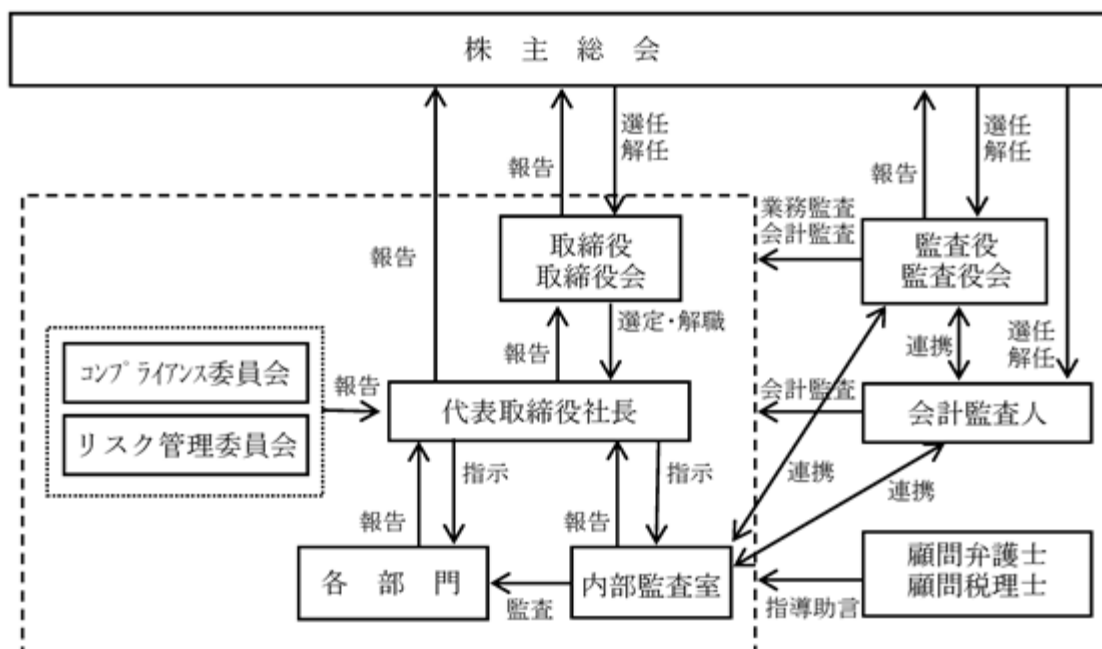 株主総会
選任
解任
報告
選任
解任
報告
業務監査
会計監査
取締役
取締役会
監査役
監査役会
報告
選定・解職
報告
連携
選任
解任
コンプライアンス委員会
リスク管理委員会
報告
代表取締役社長
会計監査
会計監査人
指示
指示
連携
連携
報告
報告
各部門
監査
内部監査室
顧問弁護士
顧問税理士
指導助言